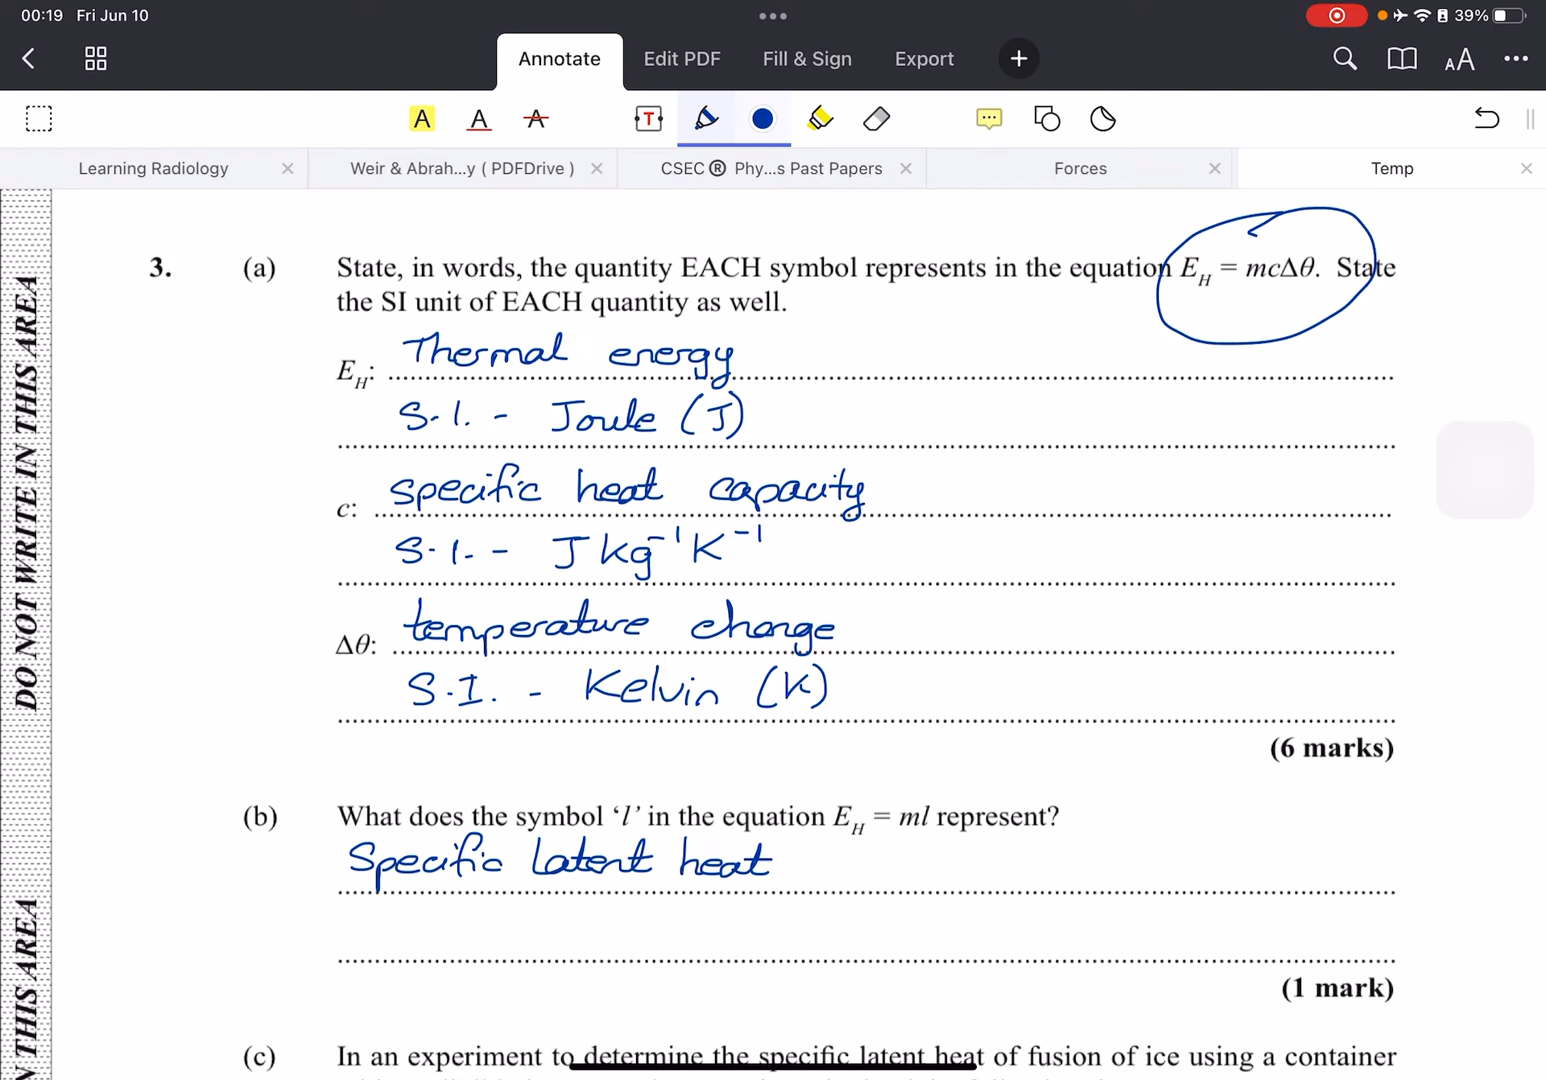 00:19 Fri Jun 10
39%
Annotate Edit PDF Fill & Sign Export
A A A T
AA
Learning Radiology
Weir & Abrah...y ( PDFDrive )
CSEC® Phy...s Past Papers
Forces
Temp
DO NOT WRITE IN THIS AREA
3. (a) State, in words, the quantity EACH symbol represents in the equation E_H = mcΔθ. State
the SI unit of EACH quantity as well.
E_H: Thermal energy
S.I. - Joule (J)
c: specific heat capacity
S.I. - J kg⁻¹ K⁻¹
Δθ: temperature change
S.I. - Kelvin (K)
(6 marks)
(b) What does the symbol ‘l’ in the equation E_H = ml represent?
Specific latent heat
(1 mark)
THIS AREA
(c) In an experiment to determine the specific latent heat of fusion of ice using a container